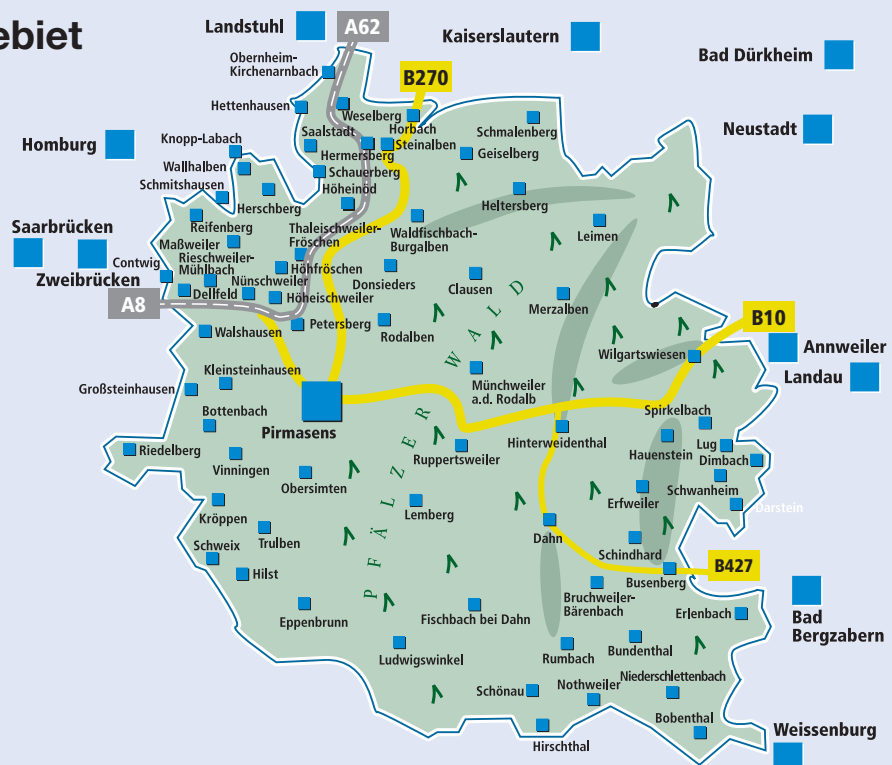 ebiet
Landstuhl
A62
Kaiserslautern
Bad Dürkheim
Obernheim-
Kirchenarnbach
B270
Hettenhausen
Weselberg
Neustadt
Homburg
Knopp-Labach
Saalstadt
Horbach
Steinalben
Schmalenberg
Hermersberg
Geiselberg
Wallhalben
Schauerberg
Schmitshausen
Höheinöd
Herschberg
Heltersberg
Saarbrücken
Reifenberg
Thaleischweiler-
Fröschen
Waldfischbach-
Burgalben
Leimen
Maßweiler
Rieschweiler-
Mühlbach
Contwig
Zweibrücken
Höhfröschen
Nünschweiler
Donsieders
Clausen
Dellfeld
Höheischweiler
Merzalben
A8
B10
Petersberg
Rodalben
Walshausen
Wilgartswiesen
Annweiler
Kleinsteinhausen
Landau
Großsteinhausen
Münchweiler
a.d. Rodalb
Bottenbach
Spirkelbach
Pirmasens
Hinterweidenthal
Riedelberg
Ruppertsweiler
Hauenstein
Lug
Dimbach
Vinningen
Obersimten
Schwanheim
Erfweiler
Kröppen
Lemberg
Darstein
Trulben
Dahn
Schweix
Schindhard
Hilst
Busenberg
B427
PFÄLZER WALD
Bruchweiler-
Bärenbach
Eppenbrunn
Fischbach bei Dahn
Erlenbach
Bad
Bergzabern
Ludwigswinkel
Rumbach
Bundenthal
Niederschlettenbach
Schönau
Nothweiler
Bobenthal
Weissenburg
Hirschthal